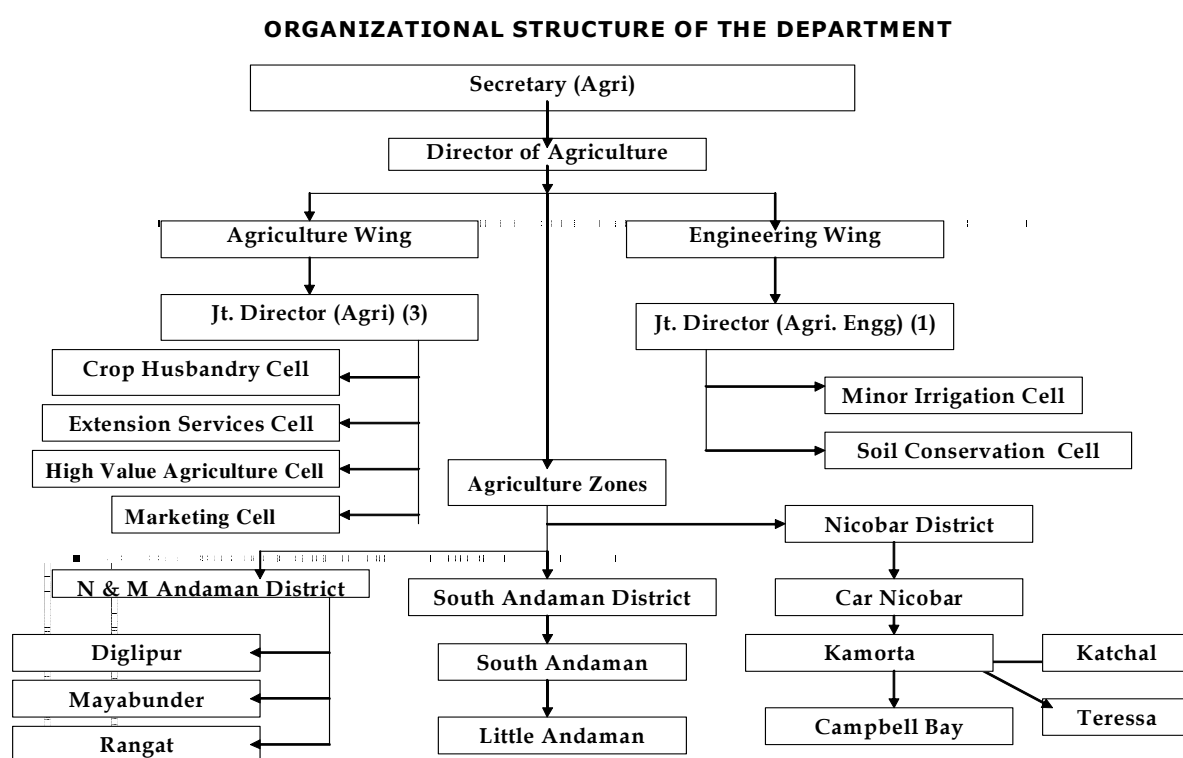 ORGANIZATIONAL STRUCTURE OF THE DEPARTMENT
Secretary (Agri)
Director of Agriculture
Agriculture Wing
Engineering Wing
Jt. Director (Agri) (3)
Jt. Director (Agri. Engg) (1)
Crop Husbandry Cell
Minor Irrigation Cell
Extension Services Cell
Soil Conservation Cell
High Value Agriculture Cell
Agriculture Zones
Marketing Cell
Nicobar District
N & M Andaman District
South Andaman District
Car Nicobar
Diglipur
South Andaman
Kamorta
Katchal
Mayabunder
Teressa
Rangat
Little Andaman
Campbell Bay